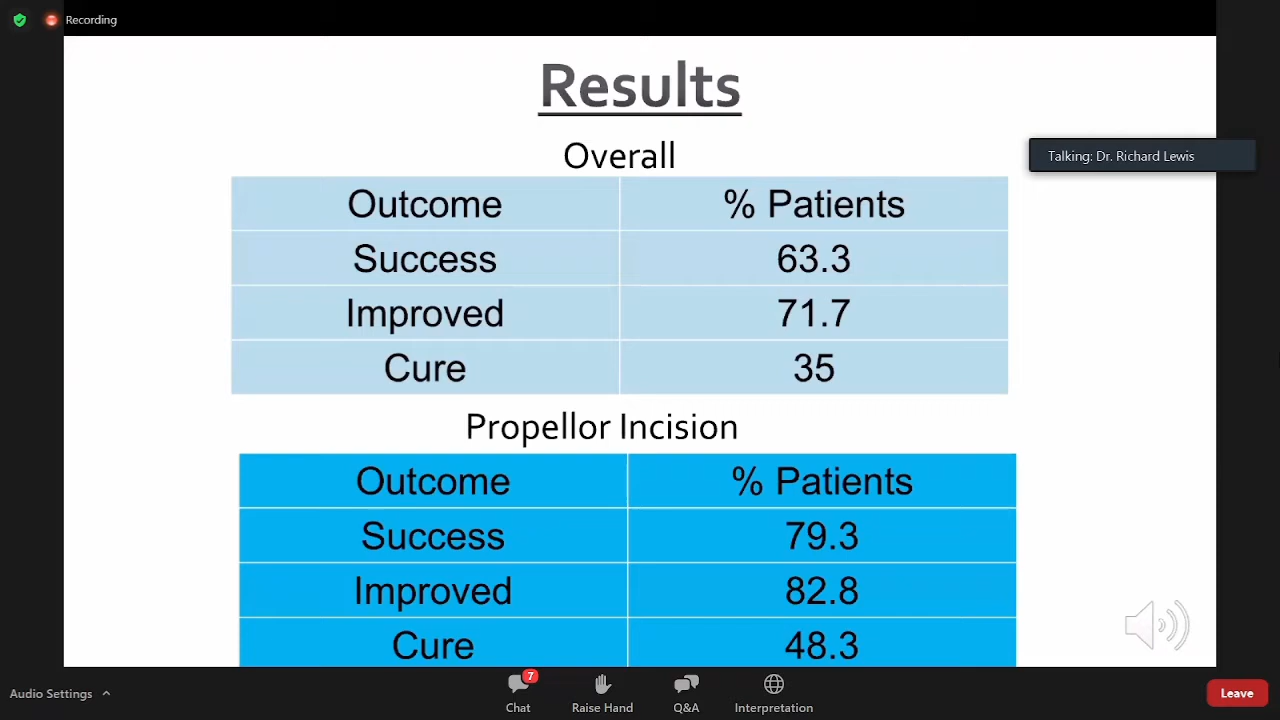 Recording
Results
Overall
Talking: Dr. Richard Lewis
Outcome % Patients
Success 63.3
Improved 71.7
Cure 35
Propellor Incision
Outcome % Patients
Success 79.3
Improved 82.8
Cure 48.3
7
Audio Settings
Chat Raise Hand Q&A Interpretation
Leave